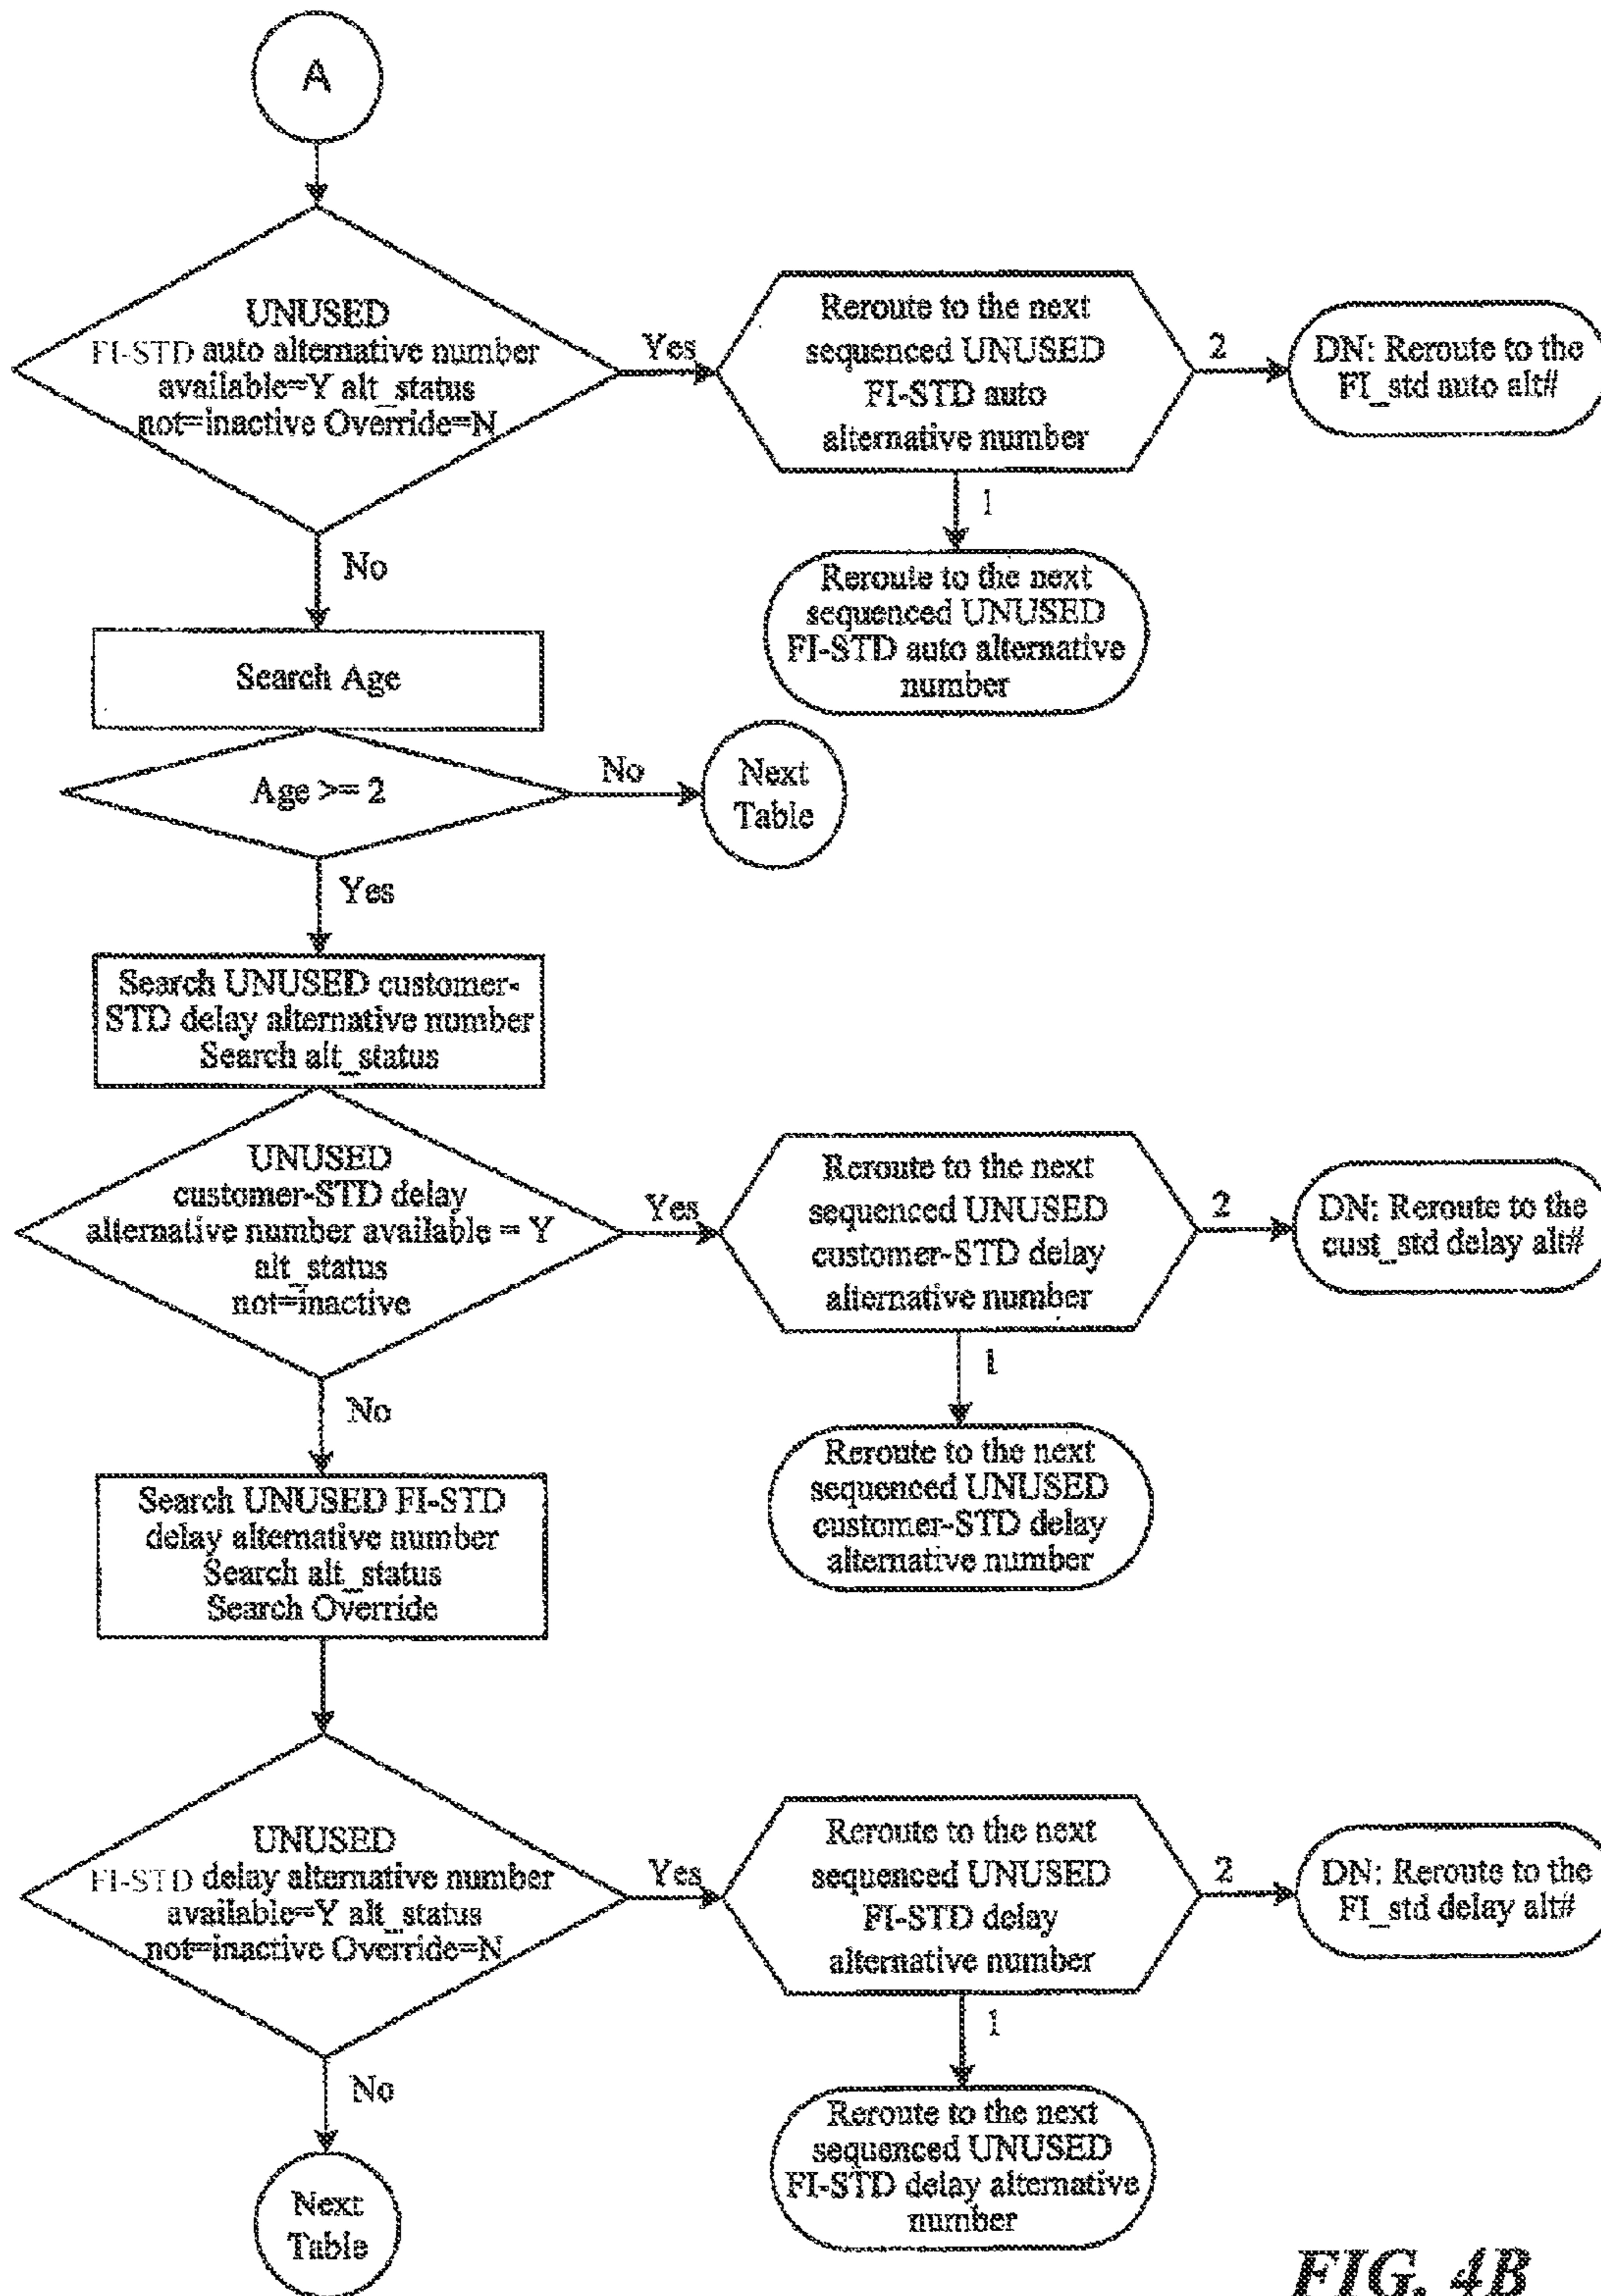 A
UNUSED
FI-STD auto alternative number
available=Y alt_status
not=inactive Override=N
Yes
Reroute to the next
sequenced UNUSED
FI-STD auto
alternative number
2
DN: Reroute to the
FI_std auto alt#
1
Reroute to the next
sequenced UNUSED
FI-STD auto alternative
number
No
Search Age
Age >= 2
No
Next
Table
Yes
Search UNUSED customer-
STD delay alternative number
Search alt_status
UNUSED
customer-STD delay
alternative number available = Y
alt_status
not=inactive
Yes
Reroute to the next
sequenced UNUSED
customer-STD delay
alternative number
2
DN: Reroute to the
cust_std delay alt#
1
Reroute to the next
sequenced UNUSED
customer-STD delay
alternative number
No
Search UNUSED FI-STD
delay alternative number
Search alt_status
Search Override
UNUSED
FI-STD delay alternative number
available=Y alt_status
not=inactive Override=N
Yes
Reroute to the next
sequenced UNUSED
FI-STD delay
alternative number
2
DN: Reroute to the
FI_std delay alt#
1
Reroute to the next
sequenced UNUSED
FI-STD delay alternative
number
No
Next
Table
FIG. 4B